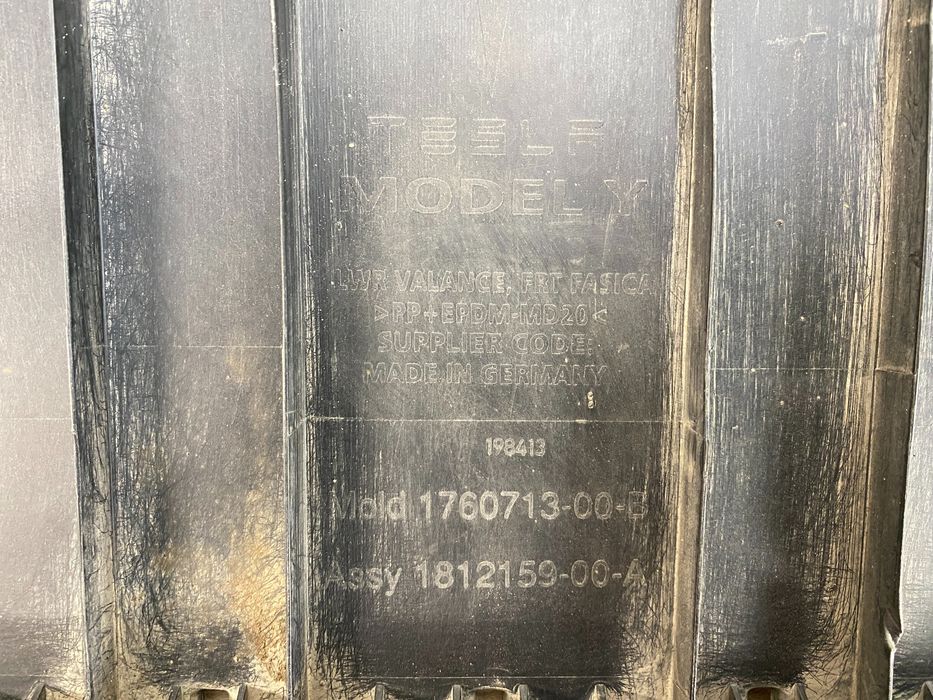 TESLA
MODEL Y
LWR VALANCE, FRT FASICA
>PP+EPDM-MD20<
SUPPLIER CODE:
MADE IN GERMANY
198413
Mold 1760713-00-B
Assy 1812159-00-A